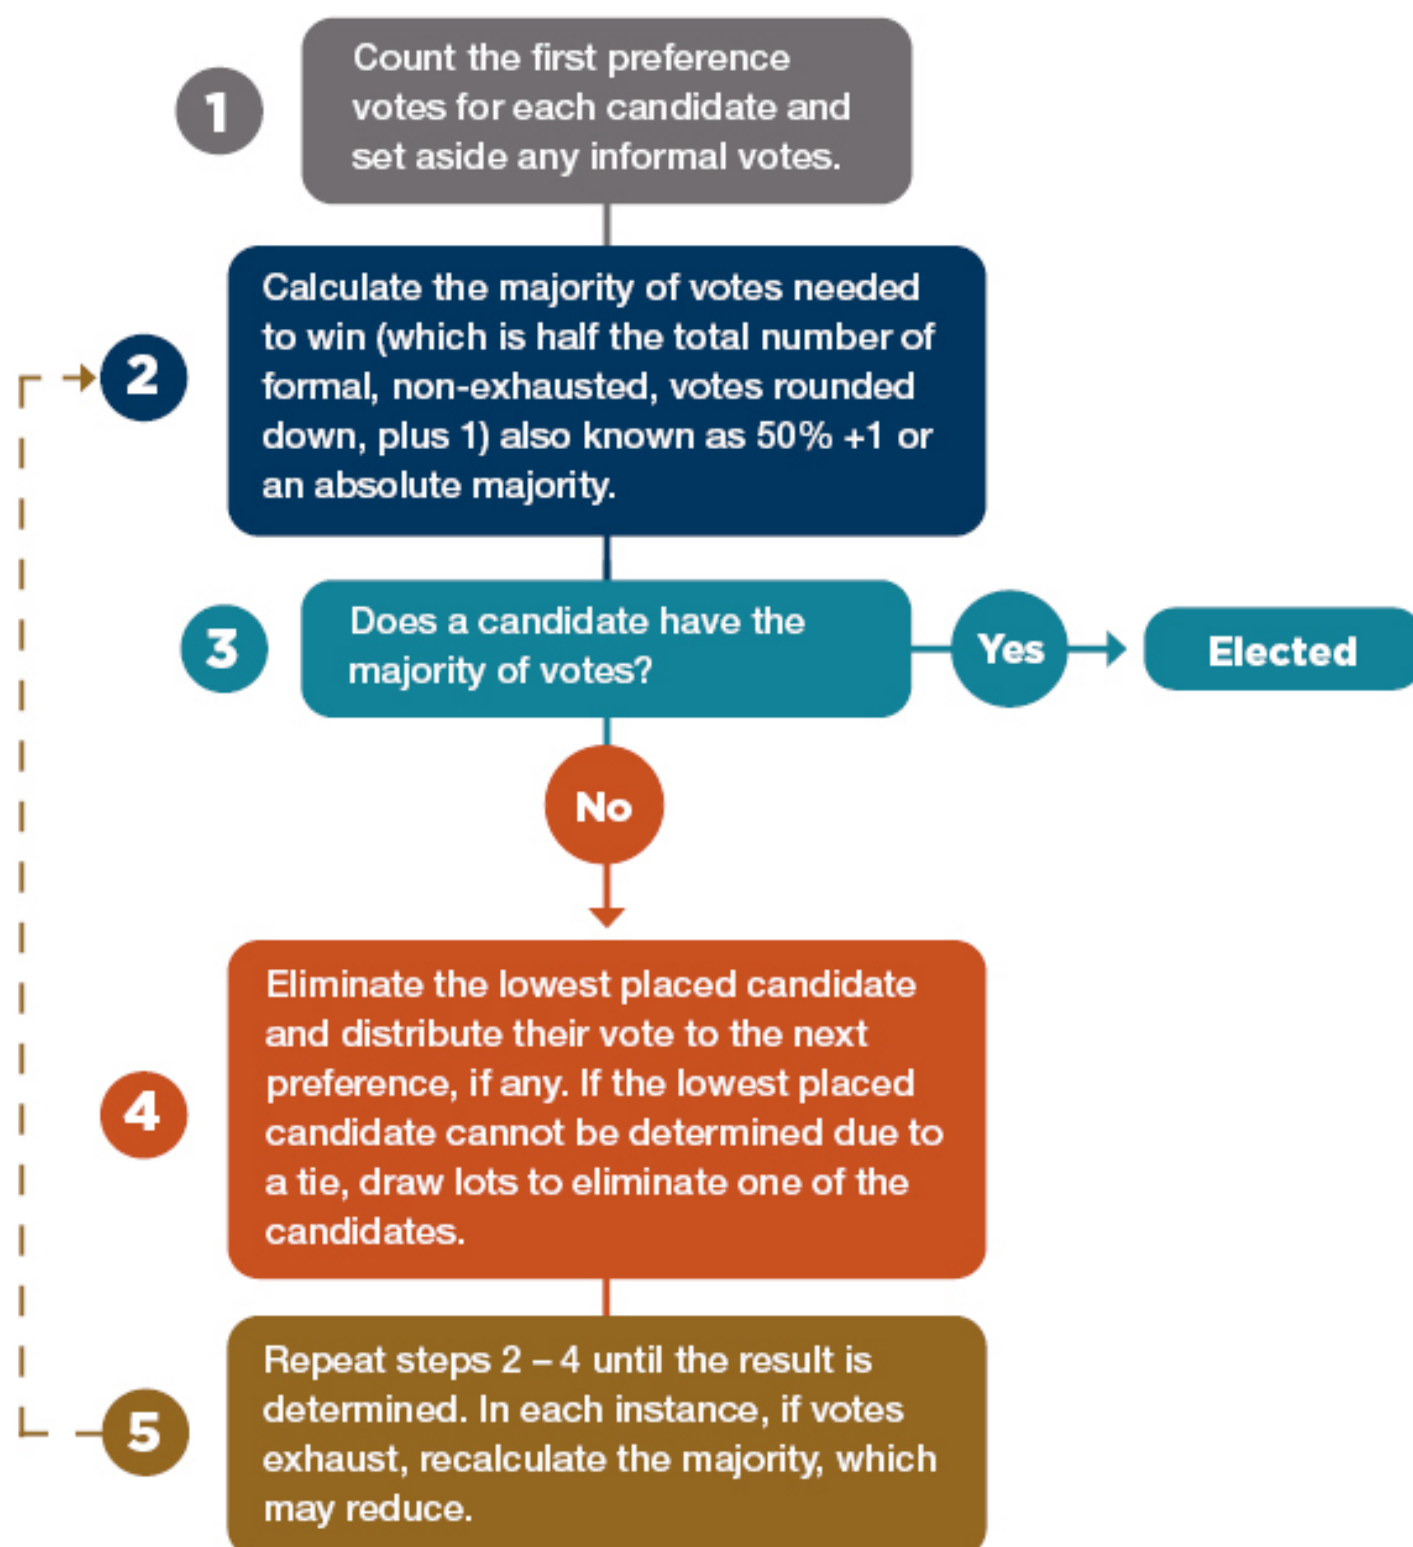 1
Count the first preference
votes for each candidate and
set aside any informal votes.
2
Calculate the majority of votes needed
to win (which is half the total number of
formal, non-exhausted, votes rounded
down, plus 1) also known as 50% +1 or
an absolute majority.
3
Does a candidate have the
majority of votes?
Yes
Elected
No
4
Eliminate the lowest placed candidate
and distribute their vote to the next
preference, if any. If the lowest placed
candidate cannot be determined due to
a tie, draw lots to eliminate one of the
candidates.
5
Repeat steps 2 – 4 until the result is
determined. In each instance, if votes
exhaust, recalculate the majority, which
may reduce.